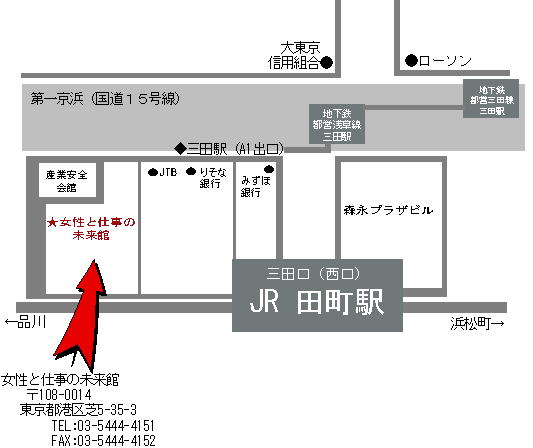 大東京
信用組合●
●ローソン
第一京浜（国道１５号線）
地下鉄
都営三田線
三田駅
地下鉄
都営浅草線
三田駅
◆三田駅（A1出口）
産業安全
会館
●JTB
●りそな
銀行
みずほ
銀行
★女性と仕事の
未来館
森永プラザビル
三田口（西口）
JR 田町駅
←品川
浜松町→
女性と仕事の未来館
〒108-0014
東京都港区芝5-35-3
TEL:03-5444-4151
FAX:03-5444-4152